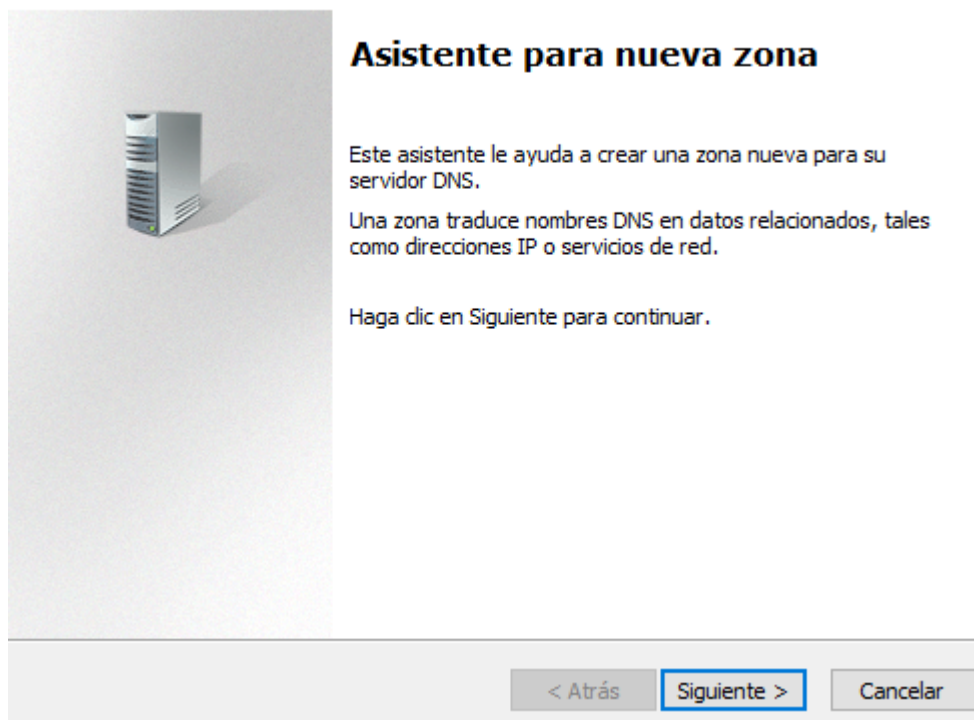 Asistente para nueva zona
Este asistente le ayuda a crear una zona nueva para su
servidor DNS.
Una zona traduce nombres DNS en datos relacionados, tales
como direcciones IP o servicios de red.
Haga clic en Siguiente para continuar.
< Atrás
Siguiente >
Cancelar